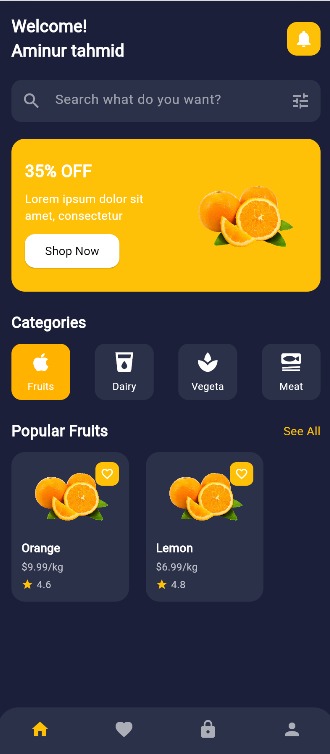 Welcome!
Aminur tahmid
Search what do you want?
35% OFF
Lorem ipsum dolor sit
amet, consectetur
Shop Now
Categories
Fruits
Dairy
Vegeta
Meat
Popular Fruits
See All
Orange
$9.99/kg
4.6
Lemon
$6.99/kg
4.8